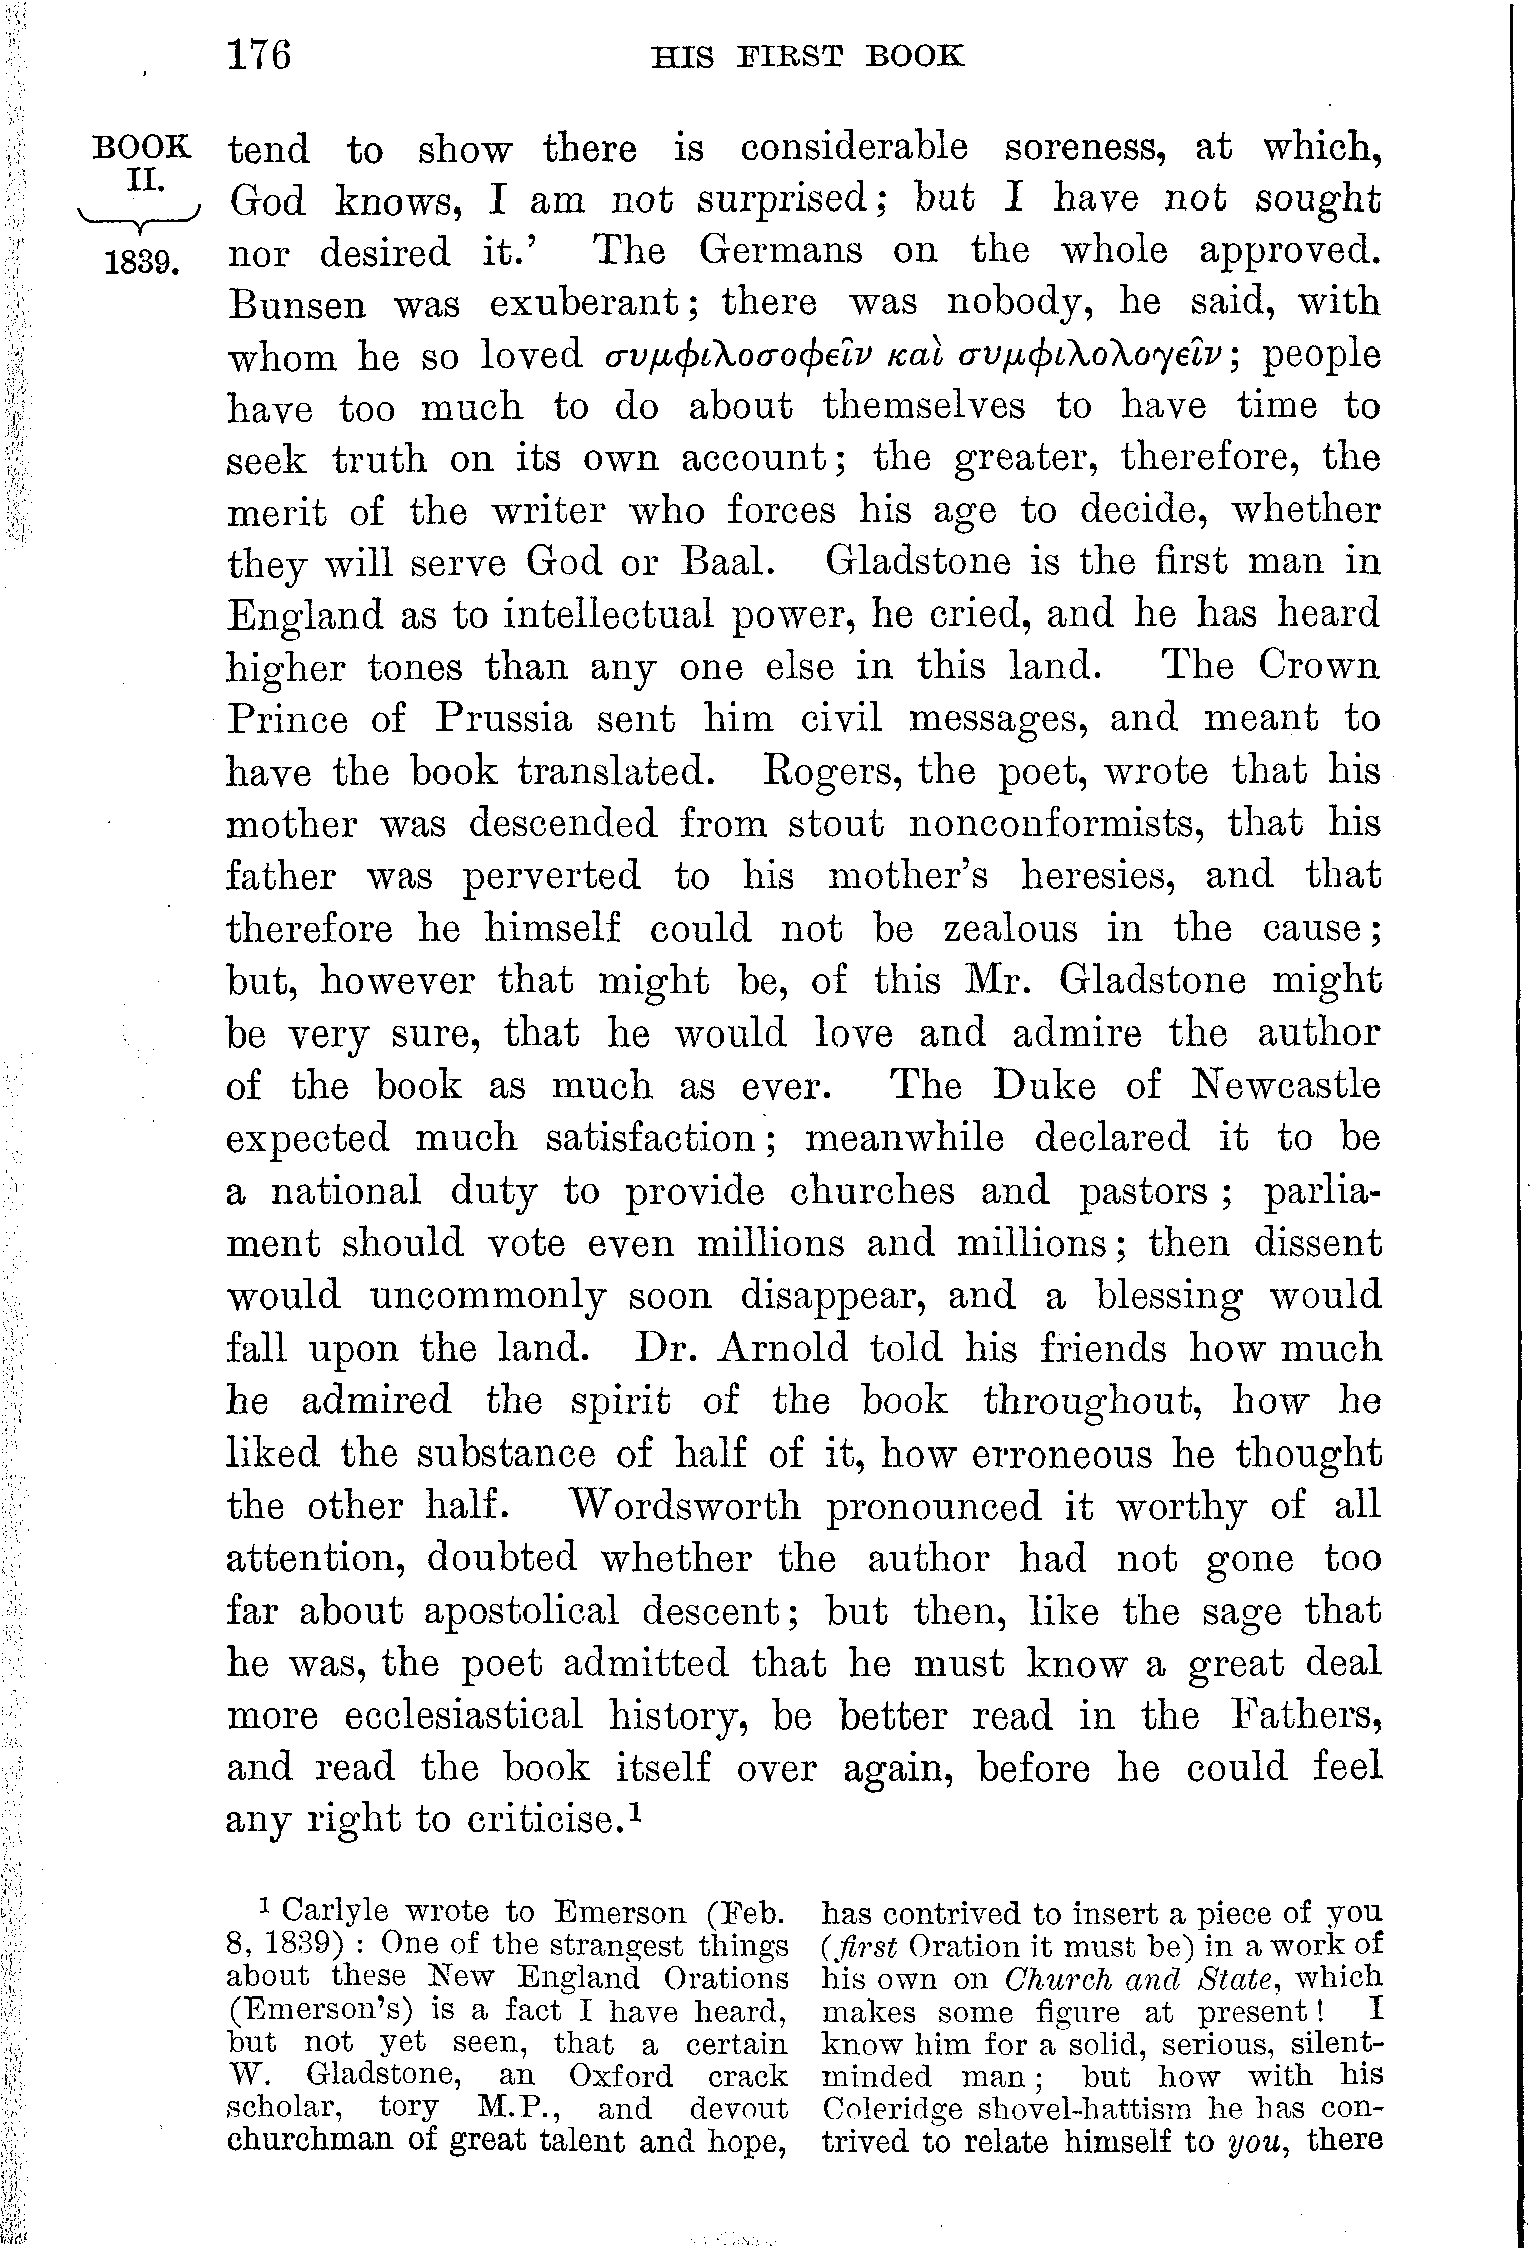 176 HIS FIRST BOOK
BOOK
II.
1839.
tend to show there is considerable soreness, at which,
God knows, I am not surprised; but I have not sought
nor desired it.’ The Germans on the whole approved.
Bunsen was exuberant; there was nobody, he said, with
whom he so loved συμφιλοσοφεῖν καὶ συμφιλολογεῖν; people
have too much to do about themselves to have time to
seek truth on its own account; the greater, therefore, the
merit of the writer who forces his age to decide, whether
they will serve God or Baal. Gladstone is the first man in
England as to intellectual power, he cried, and he has heard
higher tones than any one else in this land. The Crown
Prince of Prussia sent him civil messages, and meant to
have the book translated. Rogers, the poet, wrote that his
mother was descended from stout nonconformists, that his
father was perverted to his mother’s heresies, and that
therefore he himself could not be zealous in the cause;
but, however that might be, of this Mr. Gladstone might
be very sure, that he would love and admire the author
of the book as much as ever. The Duke of Newcastle
expected much satisfaction; meanwhile declared it to be
a national duty to provide churches and pastors; parlia-
ment should vote even millions and millions; then dissent
would uncommonly soon disappear, and a blessing would
fall upon the land. Dr. Arnold told his friends how much
he admired the spirit of the book throughout, how he
liked the substance of half of it, how erroneous he thought
the other half. Wordsworth pronounced it worthy of all
attention, doubted whether the author had not gone too
far about apostolical descent; but then, like the sage that
he was, the poet admitted that he must know a great deal
more ecclesiastical history, be better read in the Fathers,
and read the book itself over again, before he could feel
any right to criticise.¹
¹ Carlyle wrote to Emerson (Feb.
8, 1839): One of the strangest things
about these New England Orations
(Emerson’s) is a fact I have heard,
but not yet seen, that a certain
W. Gladstone, an Oxford crack
scholar, tory M.P., and devout
churchman of great talent and hope,
has contrived to insert a piece of you
(first Oration it must be) in a work of
his own on Church and State, which
makes some figure at present! I
know him for a solid, serious, silent-
minded man; but how with his
Coleridge shovel-hattism he has con-
trived to relate himself to you, there